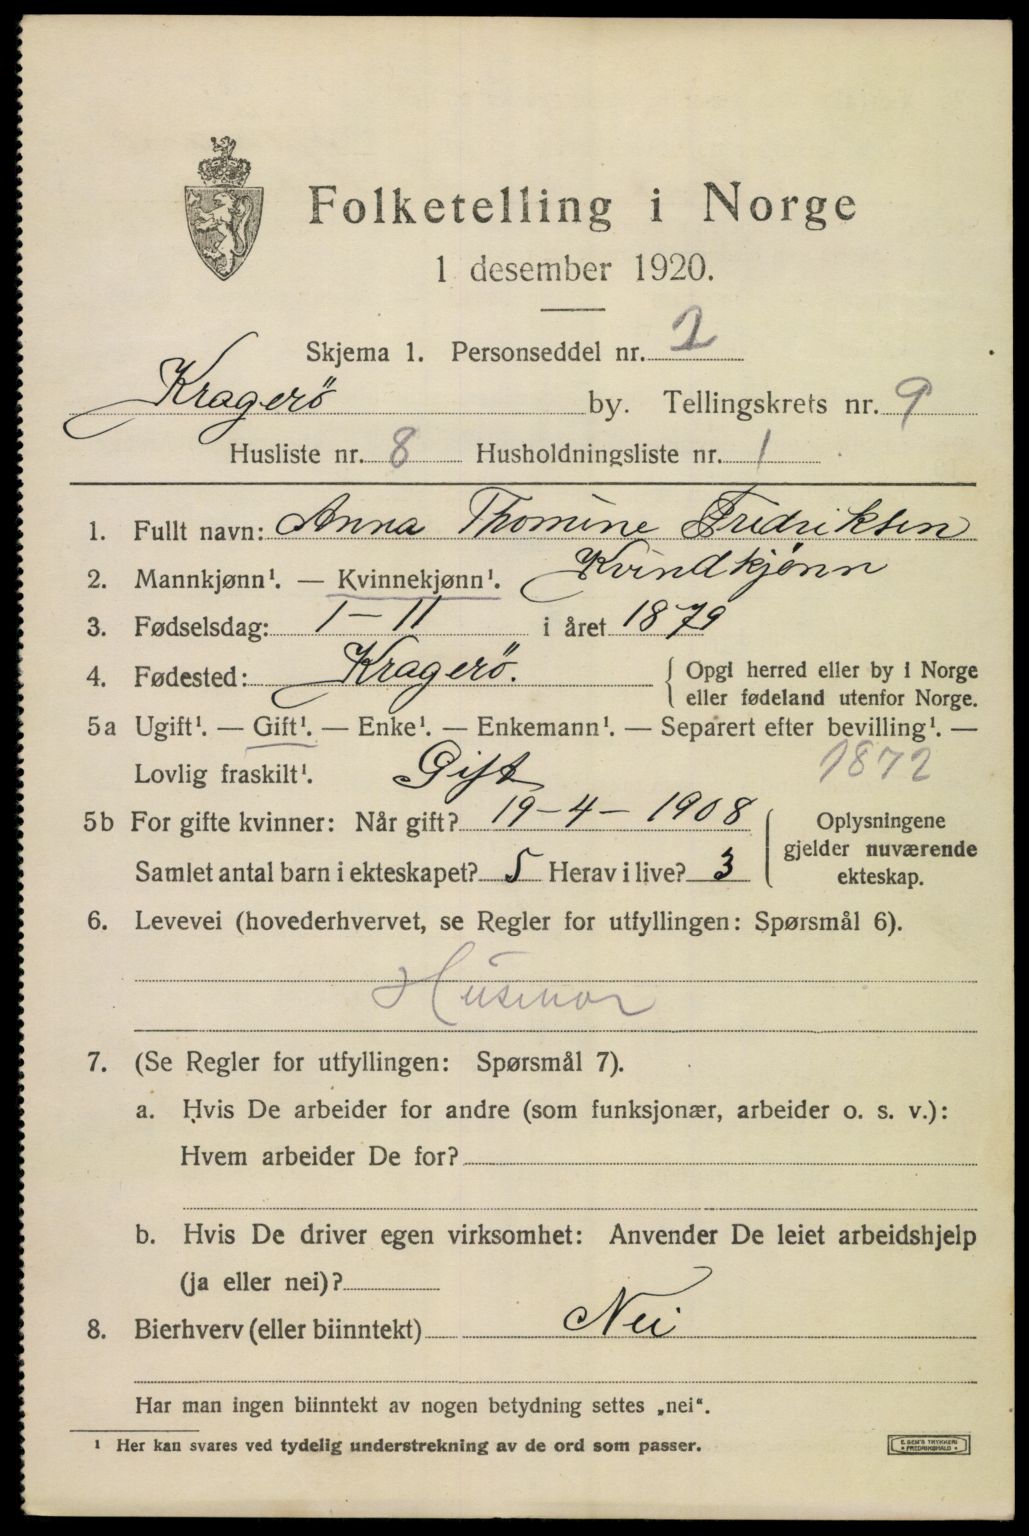 Folketelling i Norge
1 desember 1920.
Skjema 1. Personseddel nr. 2
Kragerö by. Tellingskrets nr. 9
Husliste nr. 8 Husholdningsliste nr. 1
1. Fullt navn: Anna Thomine Fredriksen
2. Mannkjønn¹. — Kvinnekjønn¹. Kvindkjønn
3. Fødselsdag: 1-11 i året 1879
4. Fødested: Kragerö. { Opgi herred eller by i Norge
eller fødeland utenfor Norge.
5a Ugift¹. — Gift¹. — Enke¹. — Enkemann¹. — Separert efter bevilling¹. —
Lovlig fraskilt¹. Gift 1872
5b For gifte kvinner: Når gift? 19-4-1908
Samlet antal barn i ekteskapet? 5 Herav i live? 3
Oplysningene
gjelder nuværende
ekteskap.
6. Levevei (hovederhvervet, se Regler for utfyllingen: Spørsmål 6).
Husmor
7. (Se Regler for utfyllingen: Spørsmål 7).
a. Hvis De arbeider for andre (som funksjonær, arbeider o. s. v.):
Hvem arbeider De for?
b. Hvis De driver egen virksomhet: Anvender De leiet arbeidshjelp
(ja eller nei)?
8. Bierhverv (eller biinntekt) Nei
Har man ingen biinntekt av nogen betydning settes „nei“.
¹ Her kan svares ved tydelig understrekning av de ord som passer.
E. SEM'S TRYKKERI
FREDRIKSHALD